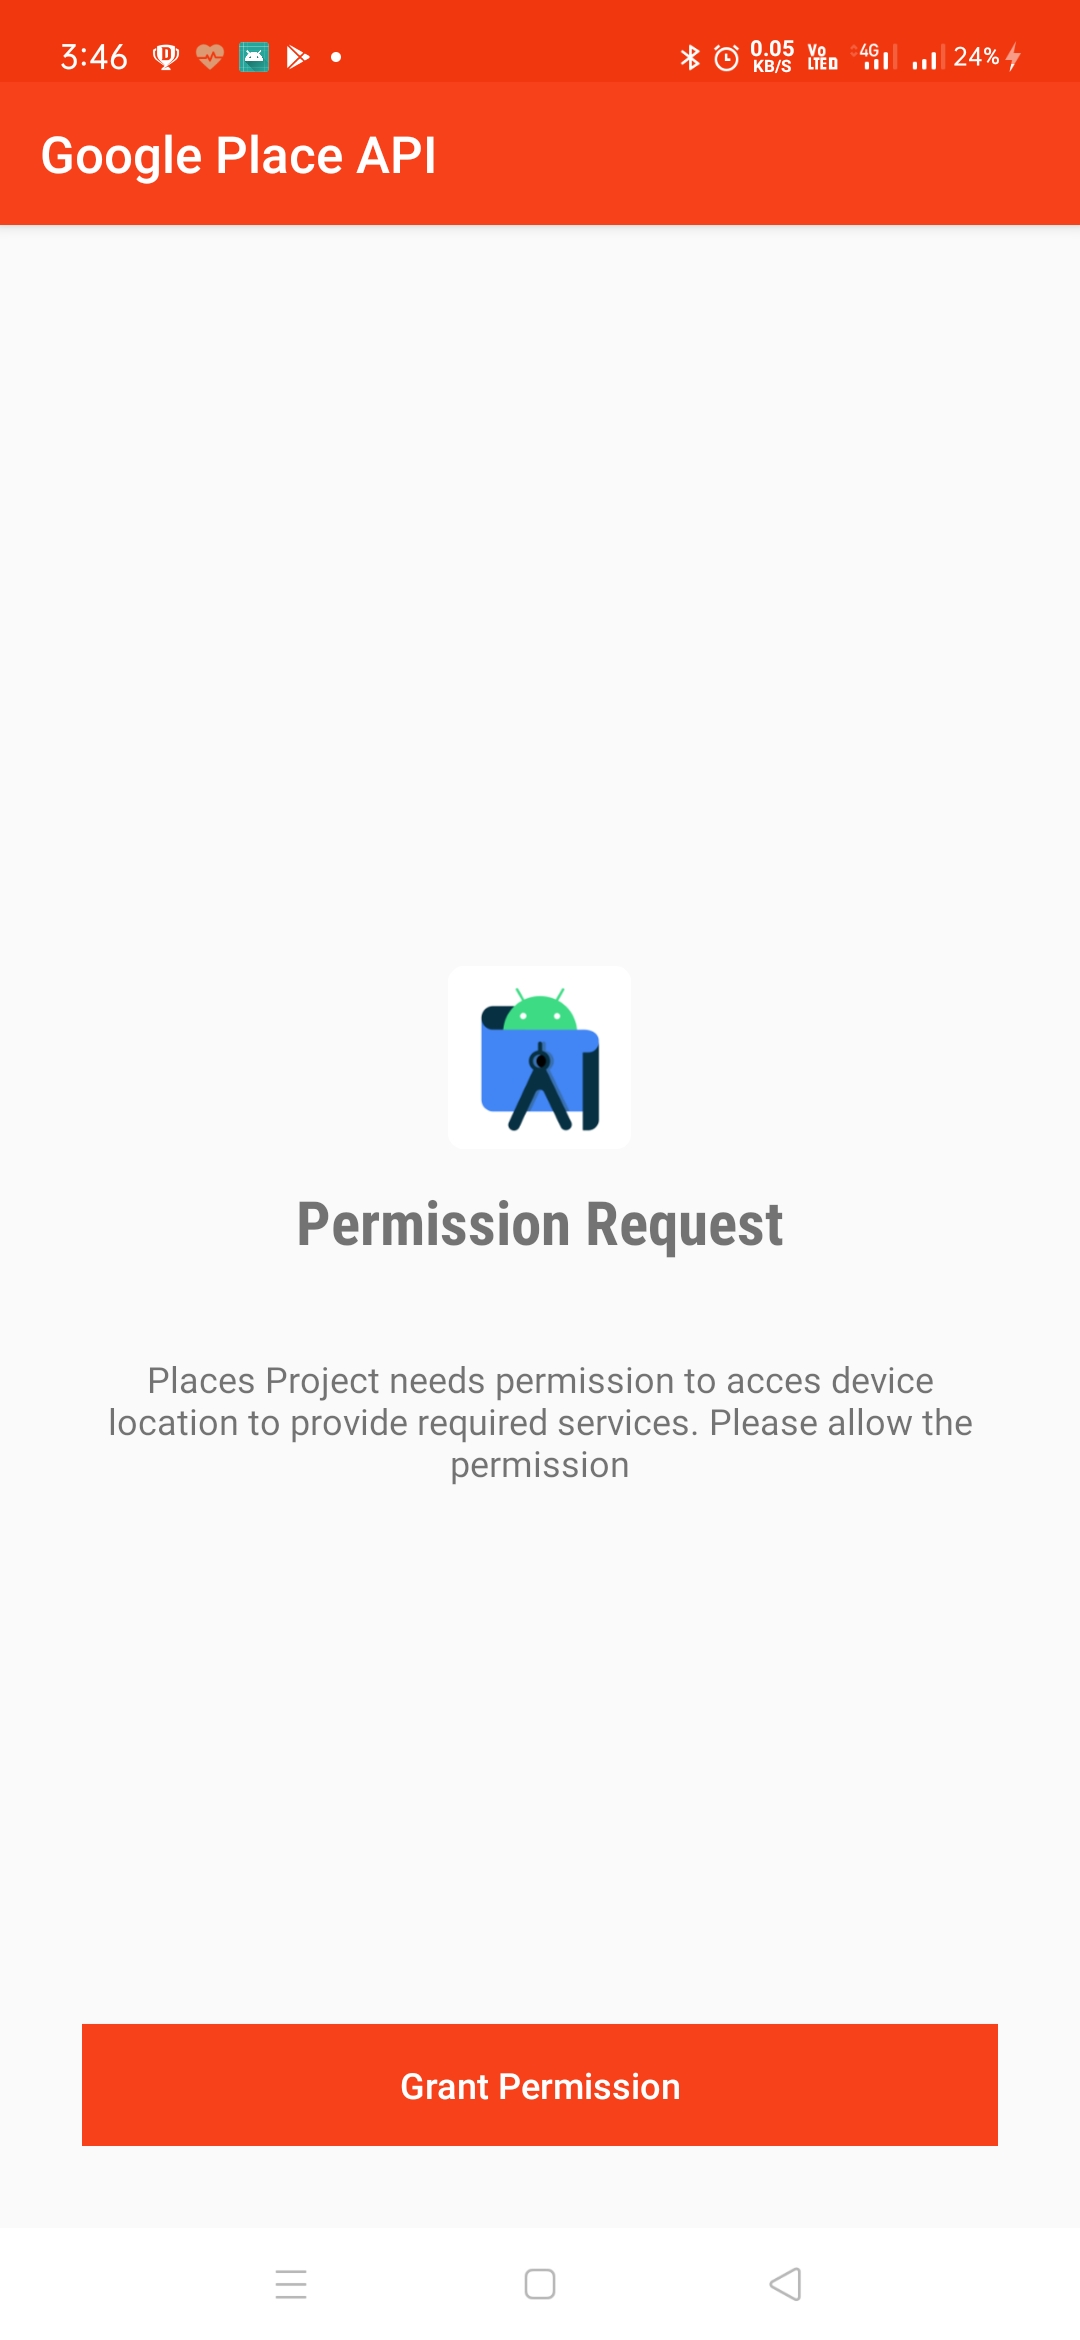 3:46 0.05 KB/S Vo LTE 4G 24%
Google Place API
Permission Request
Places Project needs permission to acces device
location to provide required services. Please allow the
permission
Grant Permission